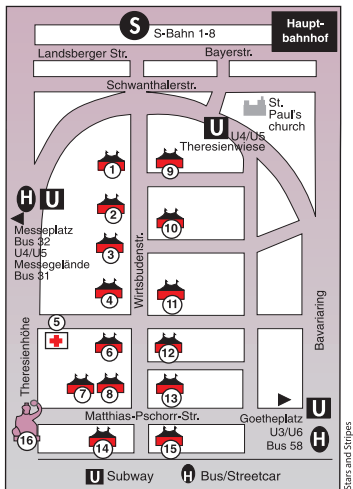 S
S-Bahn 1-8
Haupt-
bahnhof
Landsberger Str.
Bayerstr.
Schwanthalerstr.
St.
Paul's
church
U
U4/U5
Theresienwiese
1
9
H U
2
10
Messeplatz
Bus 32
U4/U5
Messegelände
Bus 31
3
Wirtsbudenstr.
4
11
Theresienhöhe
Bavariaring
5
6
12
7
8
13
Matthias-Pschorr-Str.
U
Goetheplatz
U3/U6
Bus 58
H
16
14
15
U Subway
H Bus/Streetcar
Stars and Stripes